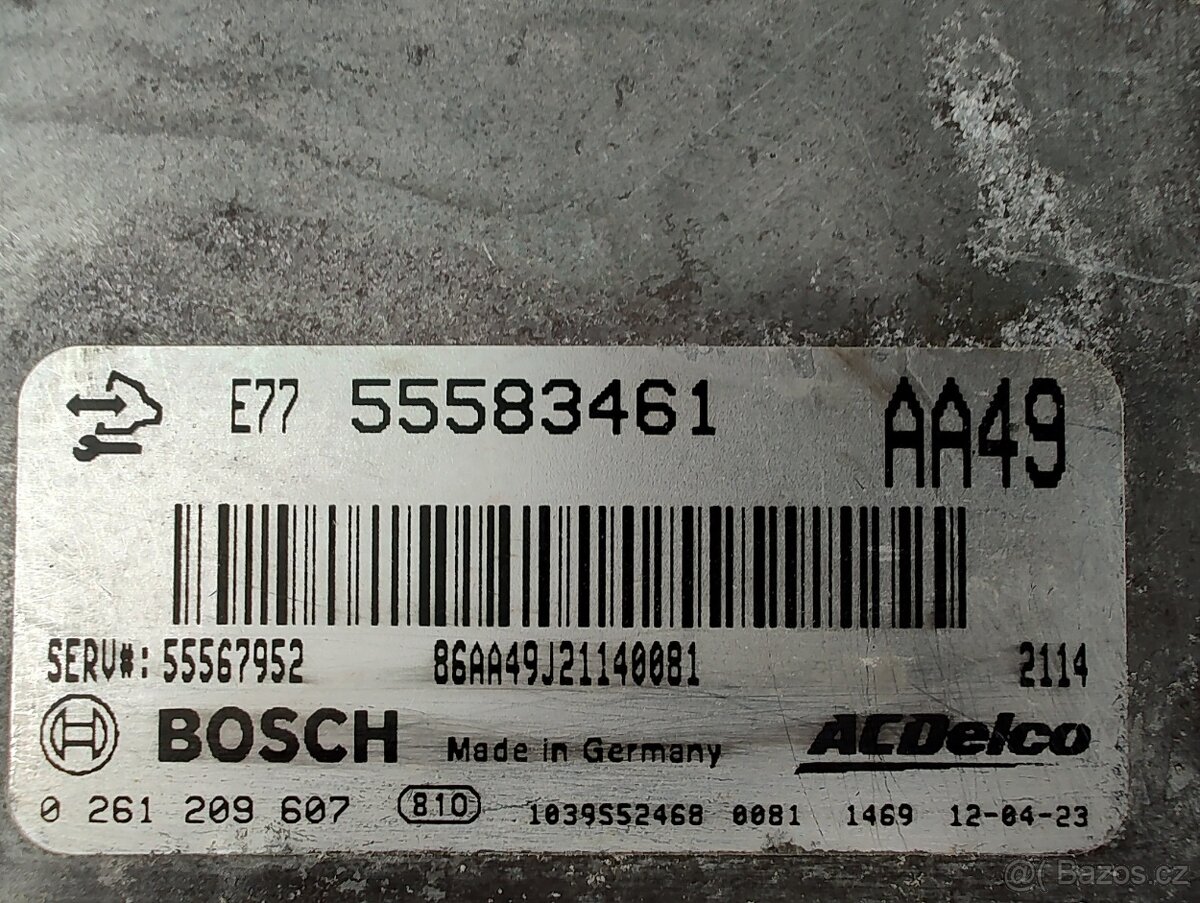 E77 55583461 AA49
SERV#: 55567952 86AA49J21140081 2114
BOSCH Made in Germany ACDelco
0 261 209 607 810 1039S52468 0081 1469 12-04-23
@( Bazos.cz